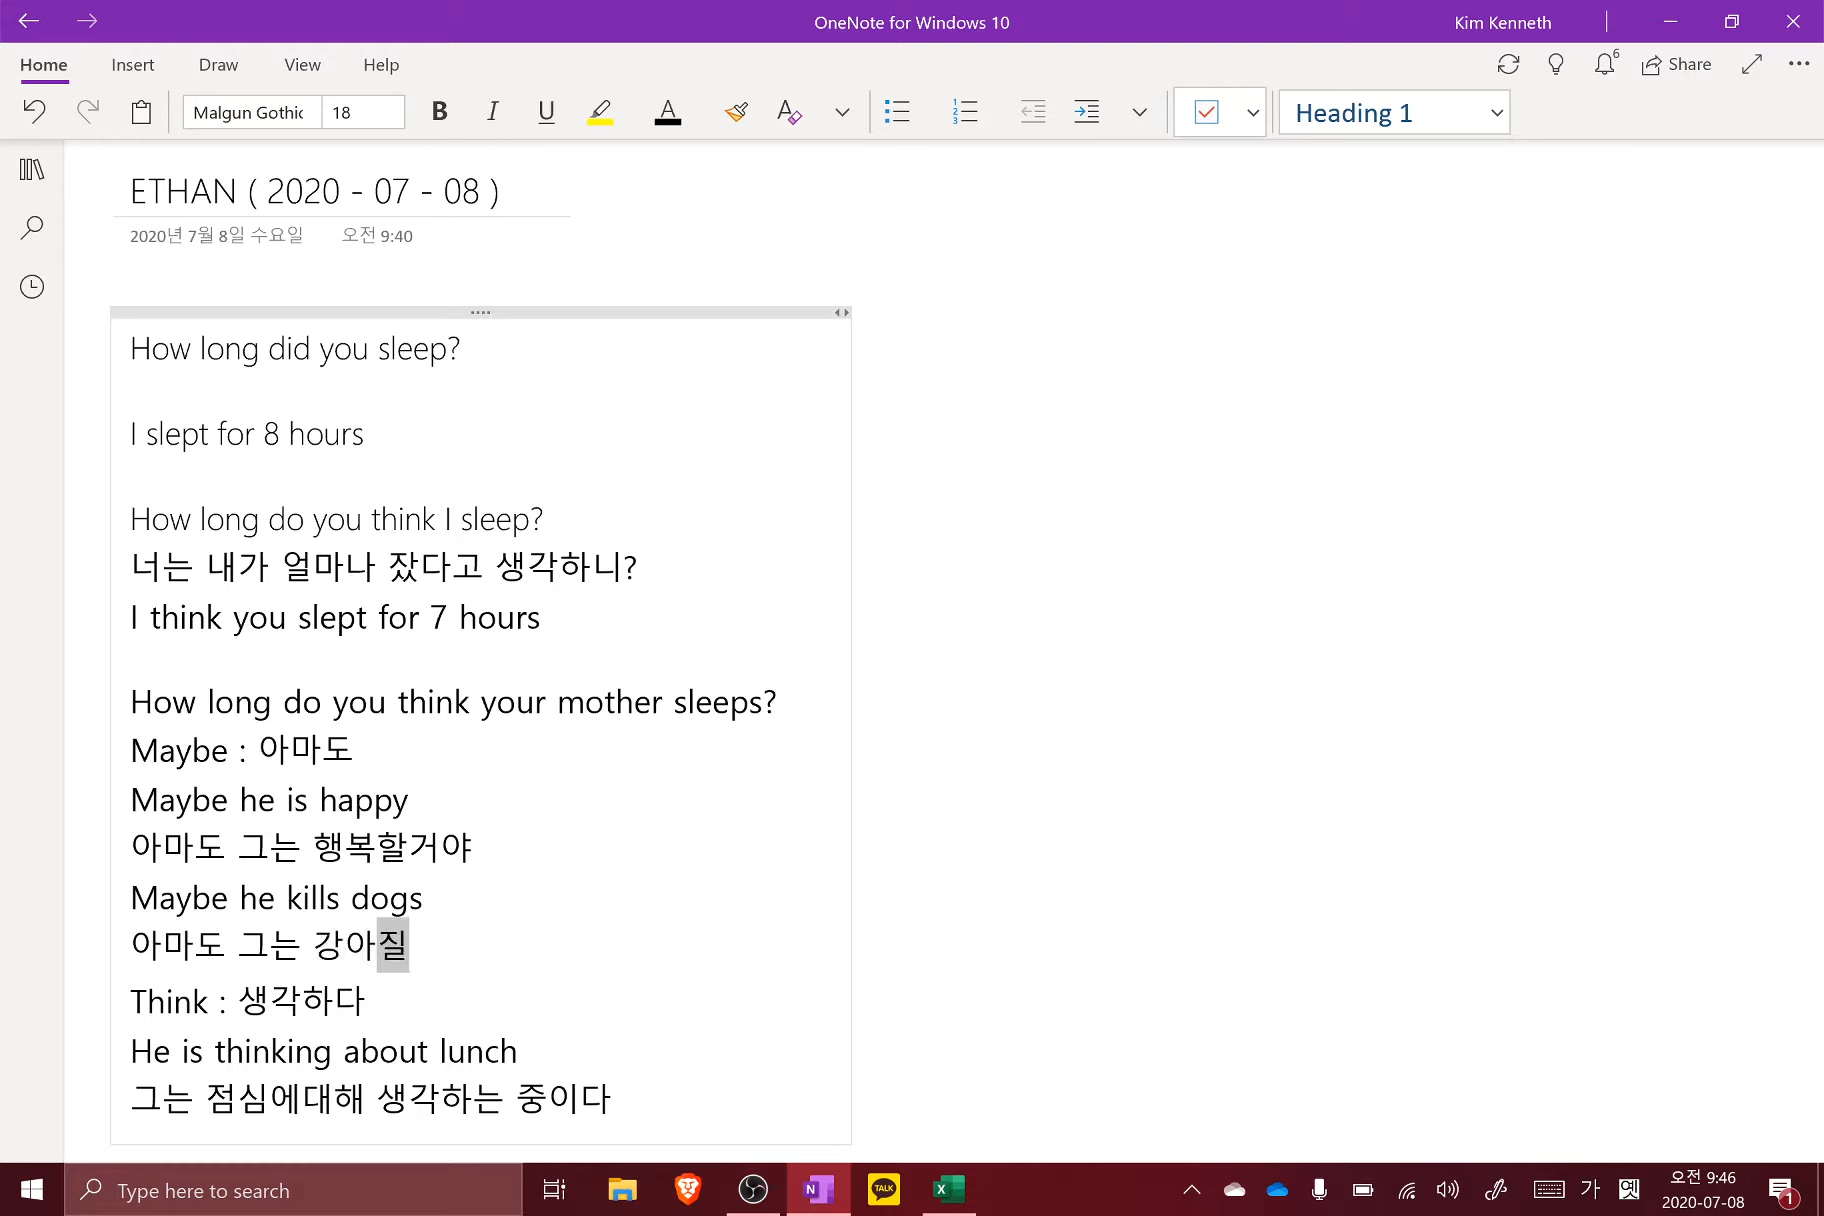 OneNote for Windows 10
Kim Kenneth
Home Insert Draw View Help
6
Share
Malgun Gothic 18 B I U A A
Heading 1
ETHAN ( 2020 - 07 - 08 )
2020년 7월 8일 수요일 오전 9:40
How long did you sleep?
I slept for 8 hours
How long do you think I sleep?
너는 내가 얼마나 잤다고 생각하니?
I think you slept for 7 hours
How long do you think your mother sleeps?
Maybe : 아마도
Maybe he is happy
아마도 그는 행복할거야
Maybe he kills dogs
아마도 그는 강아질
Think : 생각하다
He is thinking about lunch
그는 점심에대해 생각하는 중이다
Type here to search
N
TALK
X
가
옛
오전 9:46
2020-07-08
1